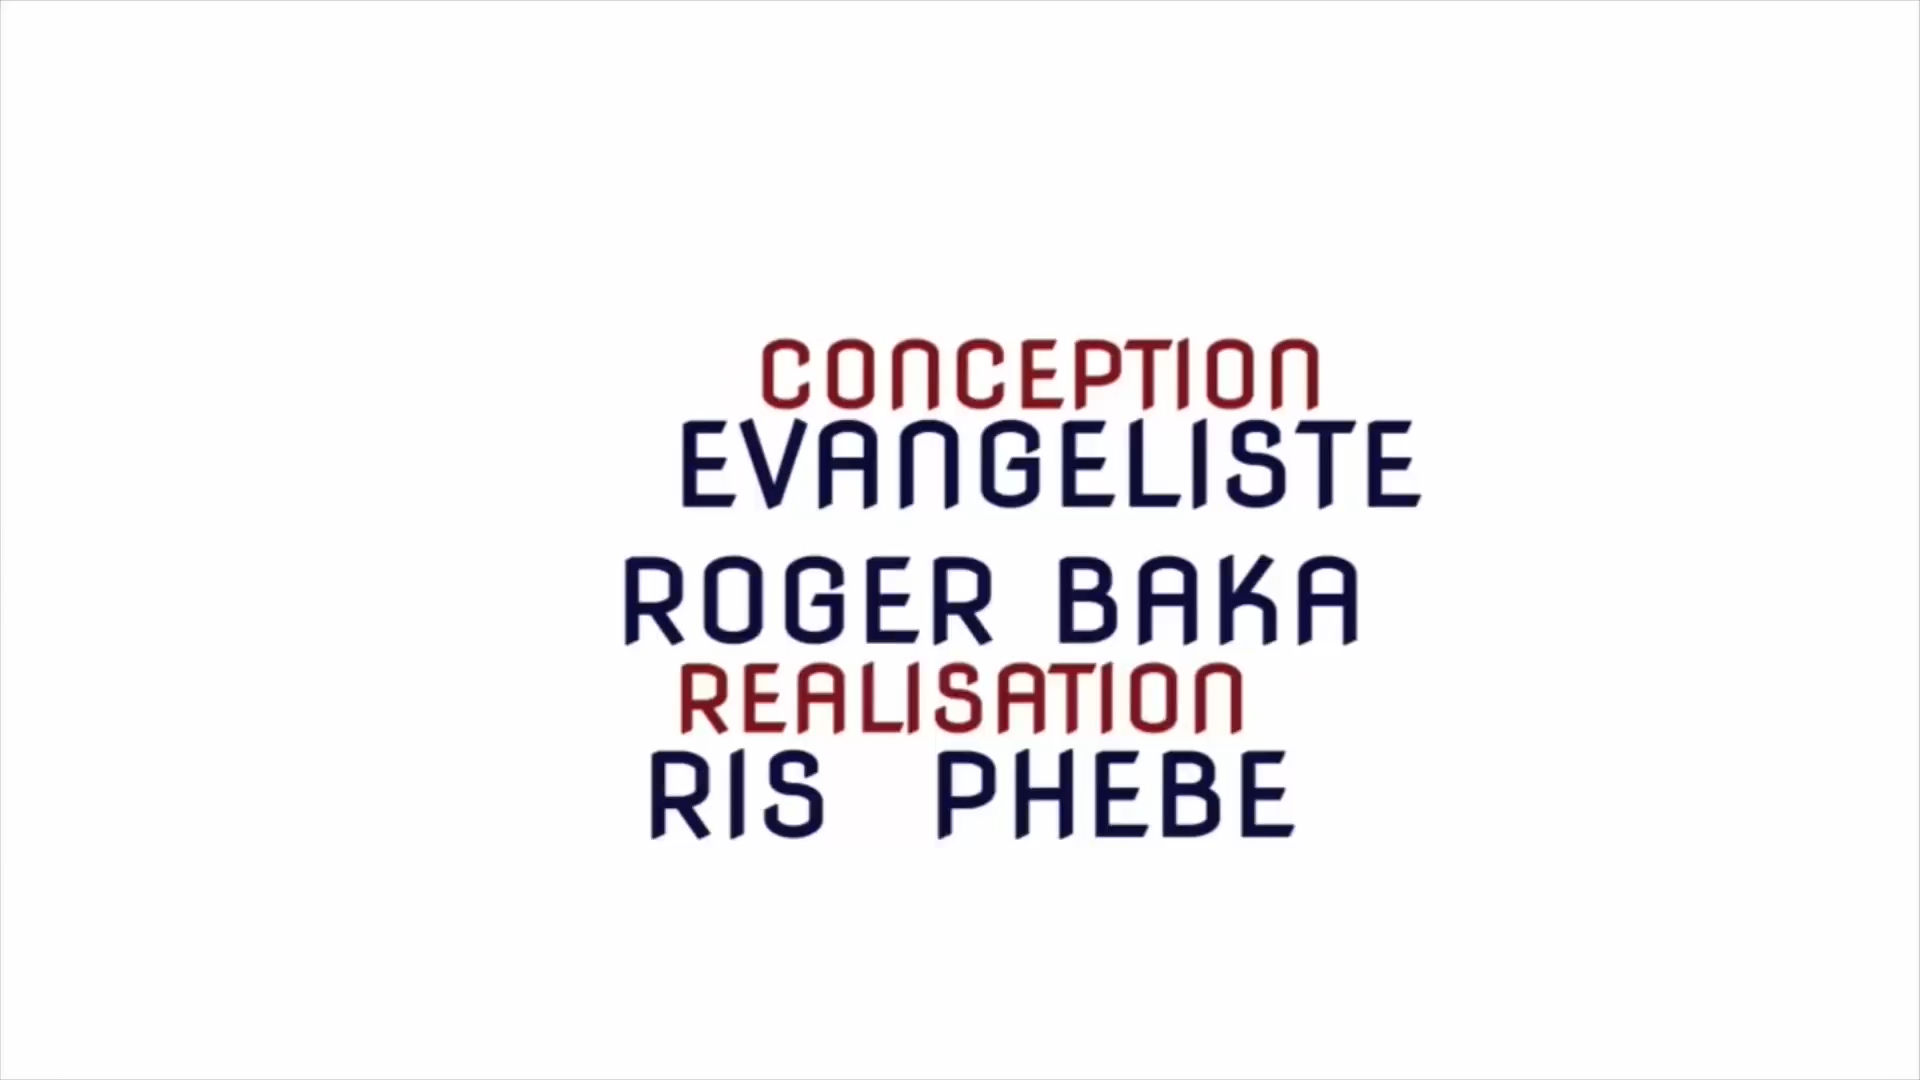 CONCEPTION
EVANGELISTE
ROGER BAKA
REALISATION
RIS PHEBE